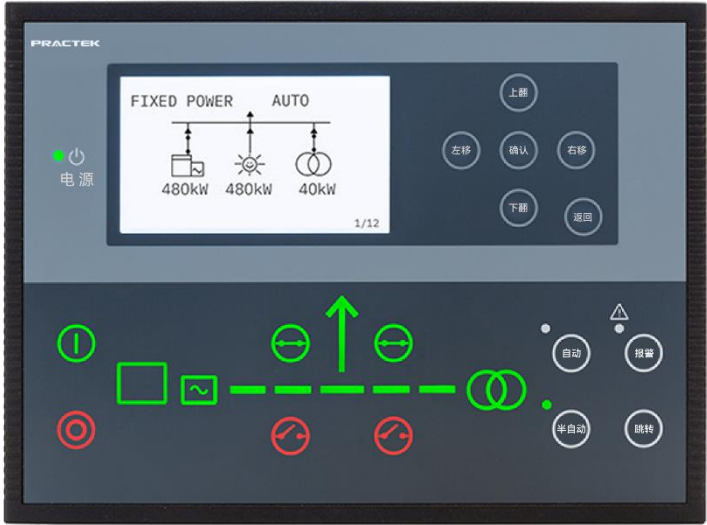 PRACTEK
FIXED POWER AUTO
480kW 480kW 40kW
1/12
电源
上翻
左移 确认 右移
下翻
返回
自动 报警
半自动 跳转